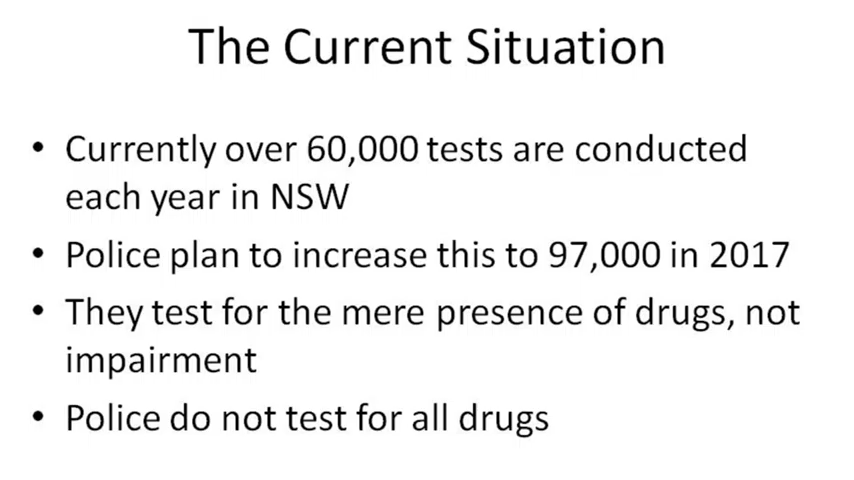 The Current Situation
• Currently over 60,000 tests are conducted
each year in NSW
• Police plan to increase this to 97,000 in 2017
• They test for the mere presence of drugs, not
impairment
• Police do not test for all drugs